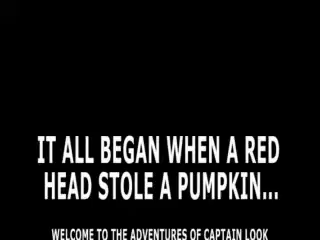 IT ALL BEGAN WHEN A RED
HEAD STOLE A PUMPKIN...
WELCOME TO THE ADVENTURES OF CAPTAIN LOOK